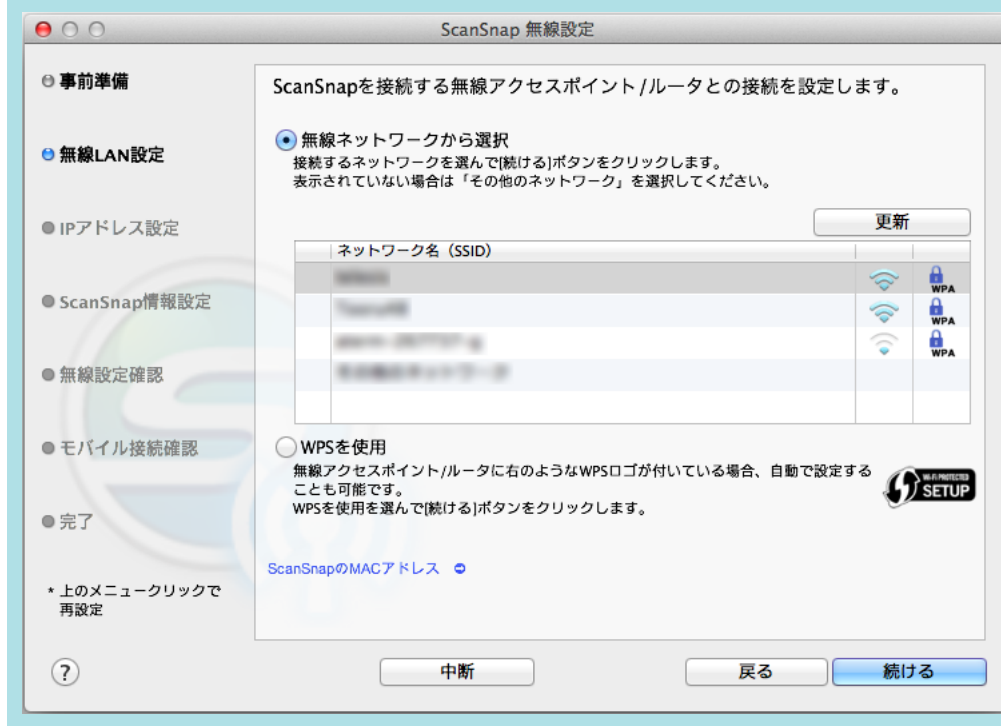 ScanSnap 無線設定
事前準備
無線LAN設定
IPアドレス設定
ScanSnap情報設定
無線設定確認
モバイル接続確認
完了
* 上のメニュークリックで
再設定
ScanSnapを接続する無線アクセスポイント/ルータとの接続を設定します。
無線ネットワークから選択
接続するネットワークを選んで[続ける]ボタンをクリックします。
表示されていない場合は「その他のネットワーク」を選択してください。
更新
ネットワーク名（SSID）
WPA
WPA
WPA
WPSを使用
無線アクセスポイント/ルータに右のようなWPSロゴが付いている場合、自動で設定する
ことも可能です。
WPSを使用を選んで[続ける]ボタンをクリックします。
WI-FI PROTECTED
SETUP
ScanSnapのMACアドレス
?
中断
戻る
続ける